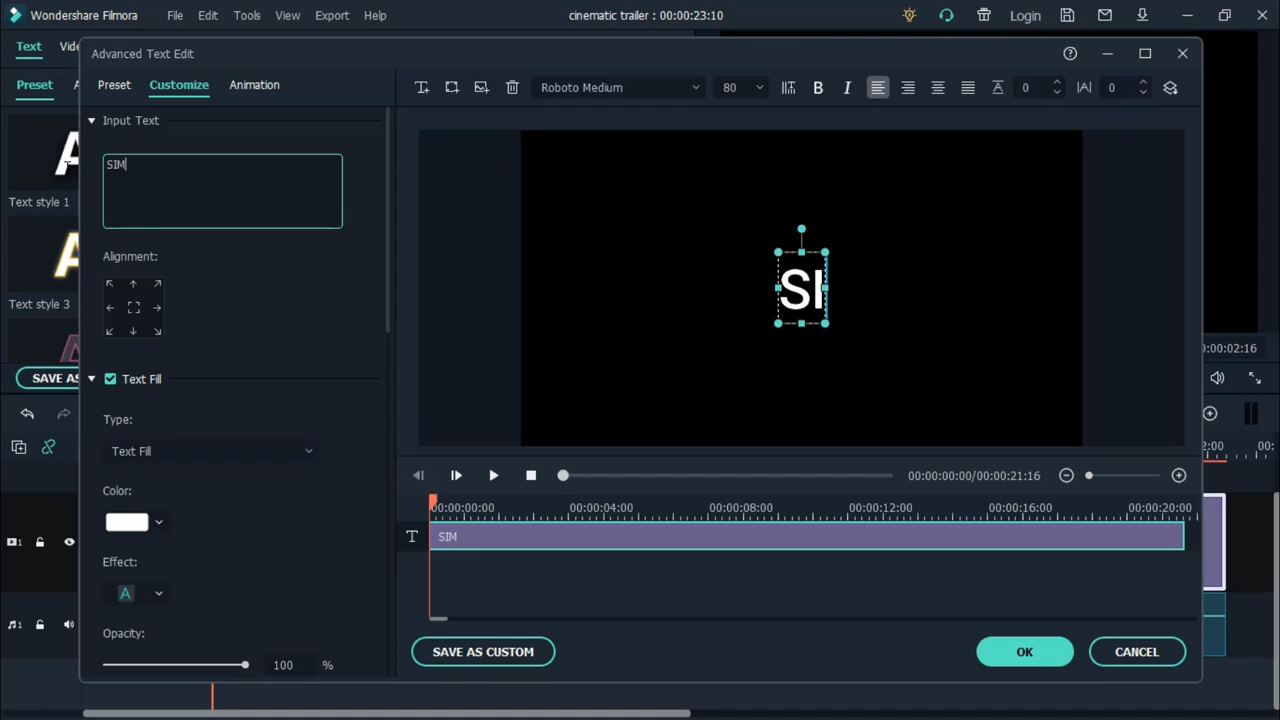 Wondershare Filmora File Edit Tools View Export Help cinematic trailer : 00:00:23:10 Login
Text
Advanced Text Edit
Preset
Preset Customize Animation
Roboto Medium 80 B I 0 0
Input Text
SIM
Text style 1
SI
Alignment:
Text style 3
SAVE AS
Text Fill
Type:
Text Fill
Color:
Effect:
A
Opacity:
100 %
00:00:00:00/00:00:21:16
00:00:00:00 00:00:04:00 00:00:08:00 00:00:12:00 00:00:16:00 00:00:20:00
T SIM
SAVE AS CUSTOM OK CANCEL
1
1